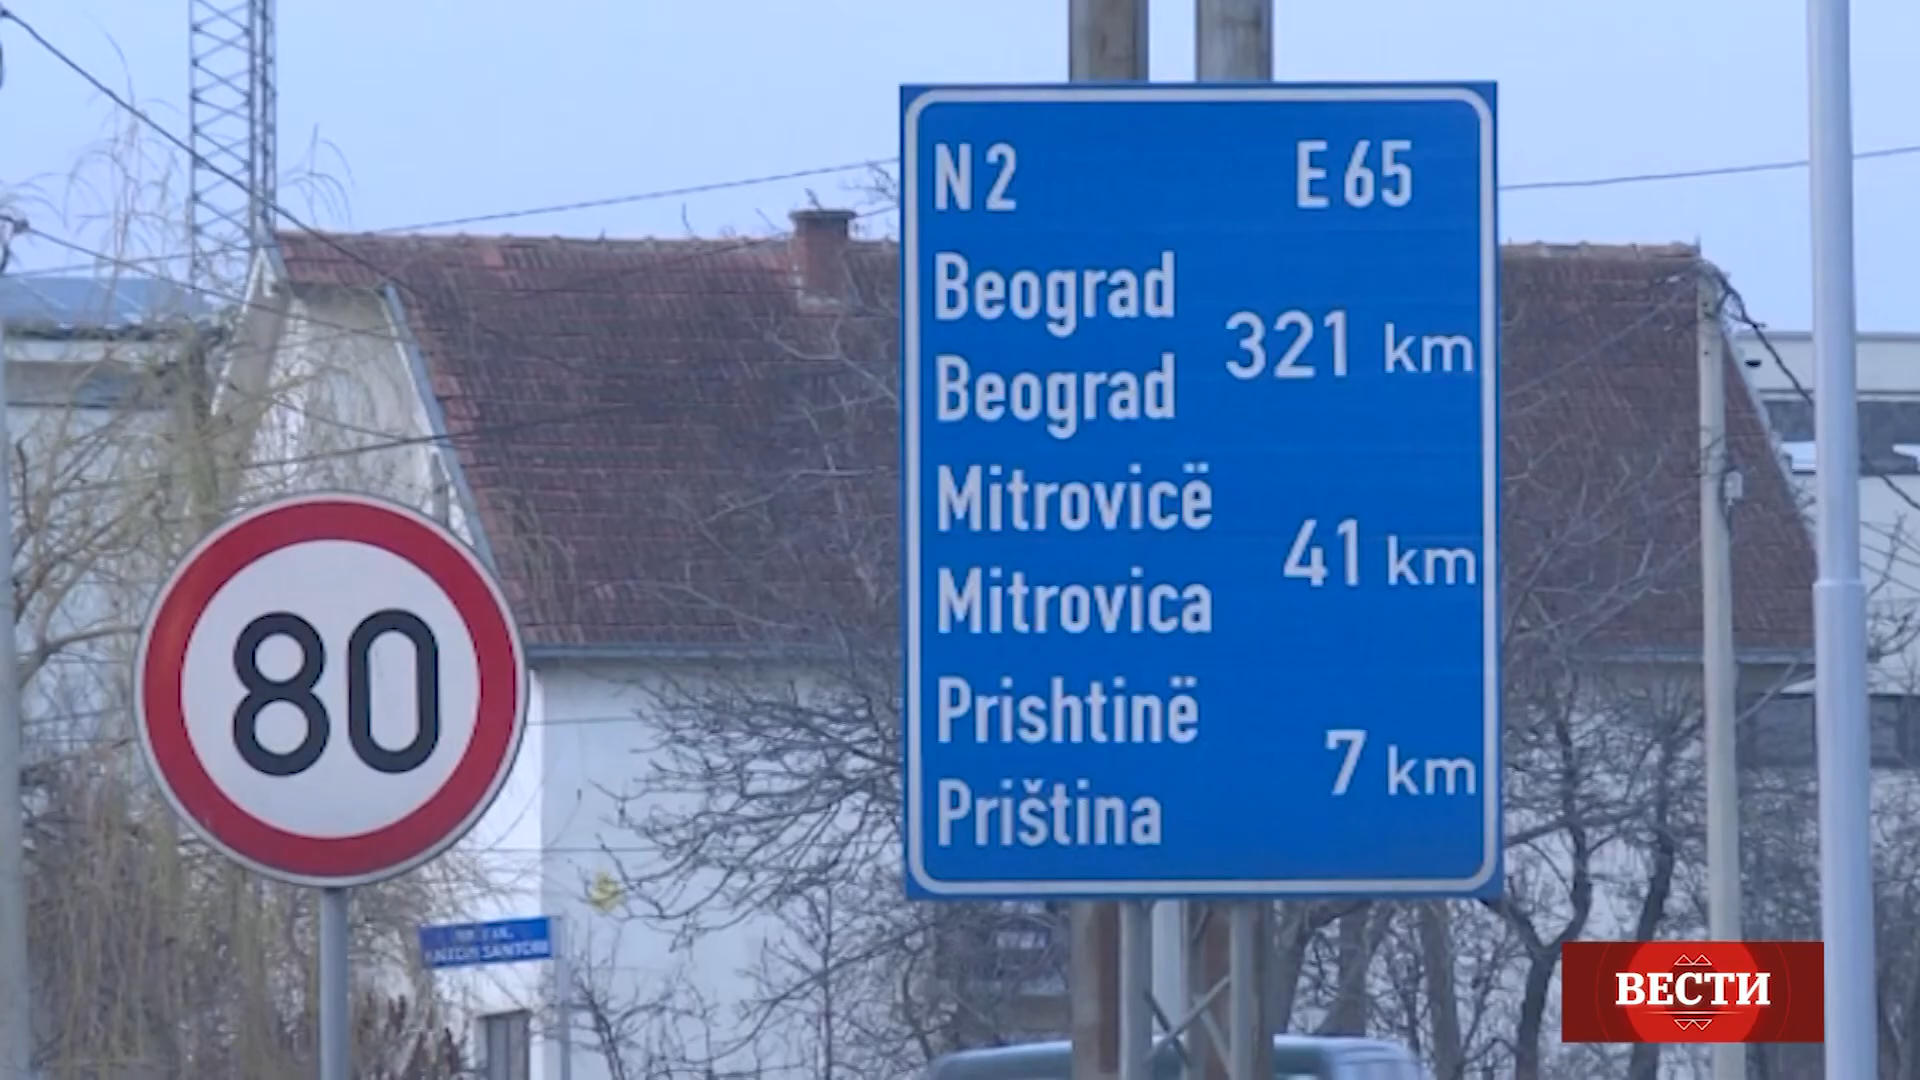 N2 E65
Beograd
321 km
Beograd
Mitrovicë
41 km
Mitrovica
Prishtinë
7 km
Priština
80
ВЕСТИ